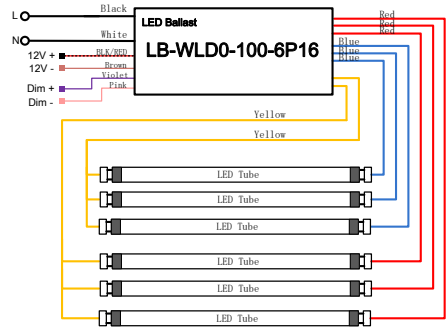 L
Black
N
White
12V +
BLK/RED
12V -
Brown
Dim +
Violet
Dim -
Pink
LED Ballast
LB-WLD0-100-6P16
Red
Red
Red
Blue
Blue
Blue
Yellow
Yellow
LED Tube
LED Tube
LED Tube
LED Tube
LED Tube
LED Tube